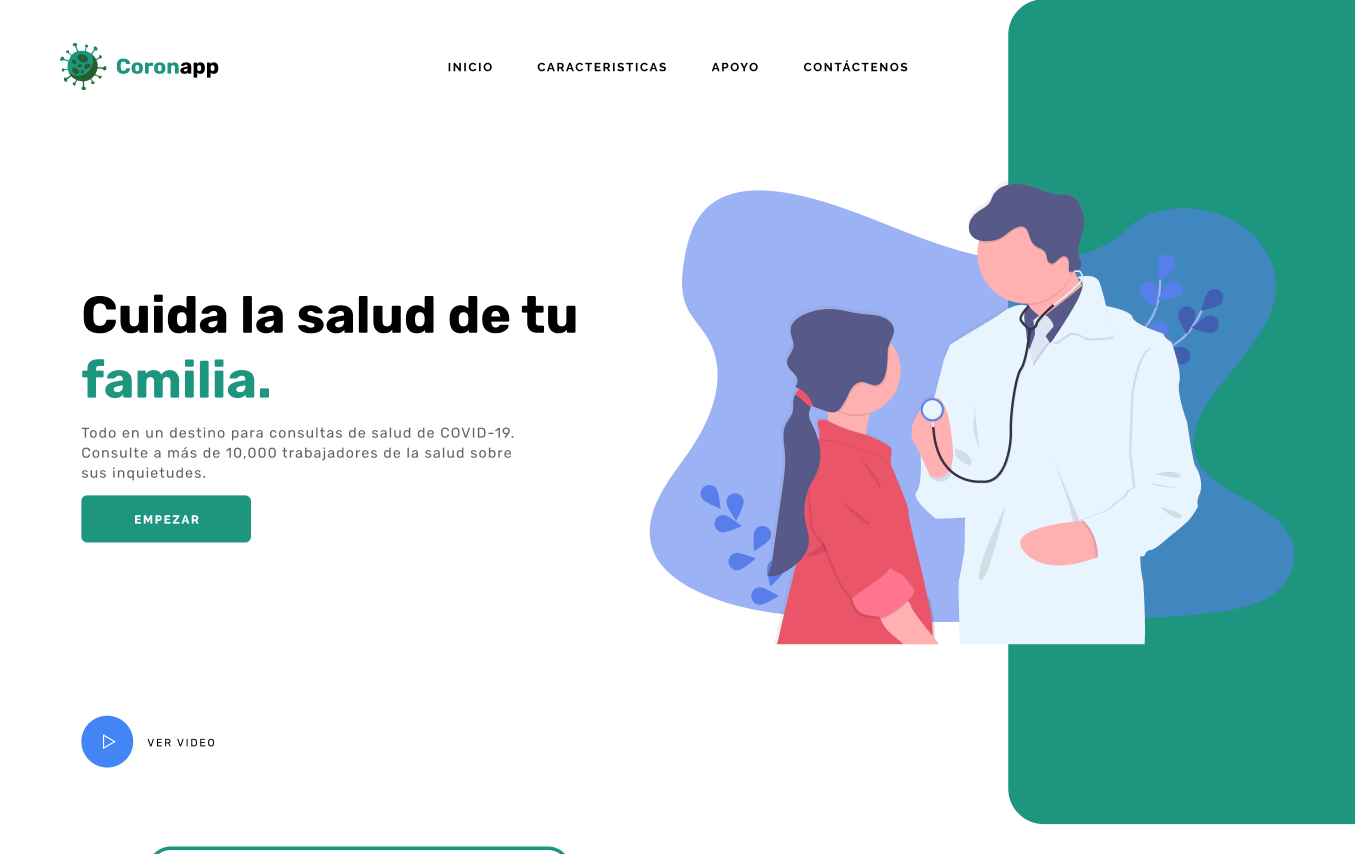 Coronapp
INICIO CARACTERISTICAS APOYO CONTÁCTENOS
Cuida la salud de tu
familia.
Todo en un destino para consultas de salud de COVID-19.
Consulte a más de 10,000 trabajadores de la salud sobre
sus inquietudes.
EMPEZAR
VER VIDEO